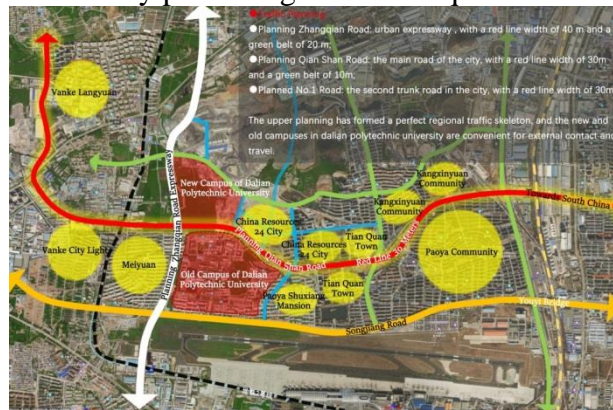 ●Traffic Planning
●Planning Zhangqian Road: urban expressway , with a red line width of 40 m and a
green belt of 20 m;
●Planning Qian Shan Road: the main road of the city, with a red line width of 30m
and a green belt of 10m;
●Planned No.1 Road: the second trunk road in the city, with a red line width of 30m
The upper planning has formed a perfect regional traffic skeleton, and the new and
old campuses in dalian polytechnic university are convenient for external contact and
travel.
Vanke Langyuan
Planning Zhangqian Road Expressway
New Campus of Dalian
Polytechnic University
Kangxinyuan
Community
Kangxinyuan
Community
Towards South China
China Resources
24 City
China Resources
24 City
Tian Quan
Town
Vanke City Light
Meiyuan
Planning Qian Shan Road
Red Line 30 Meters
Paoya Community
Old Campus of Dalian
Polytechnic University
Tian Quan
Town
Paoya Shuxiang
Mansion
Youyi Bridge
Songjiang Road